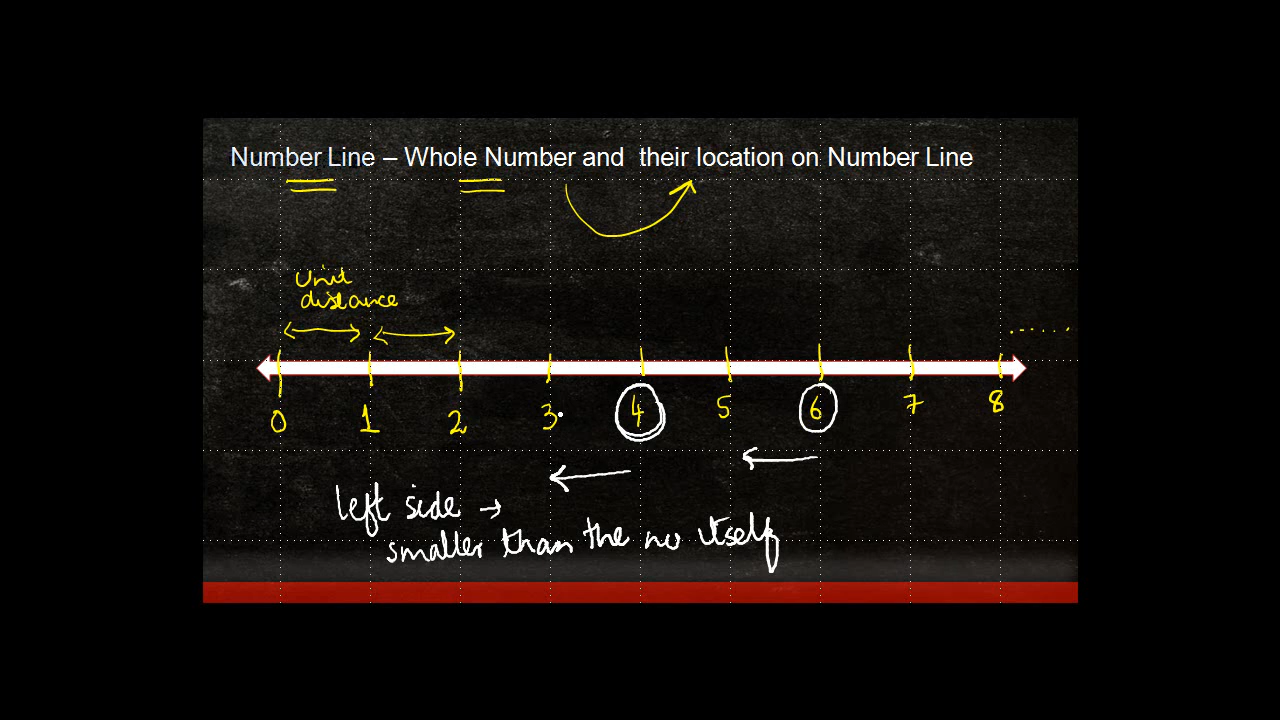 Number Line – Whole Number and their location on Number Line
Unit
distance
0 1 2 3 4 5 6 7 8
left side →
smaller than the no itself